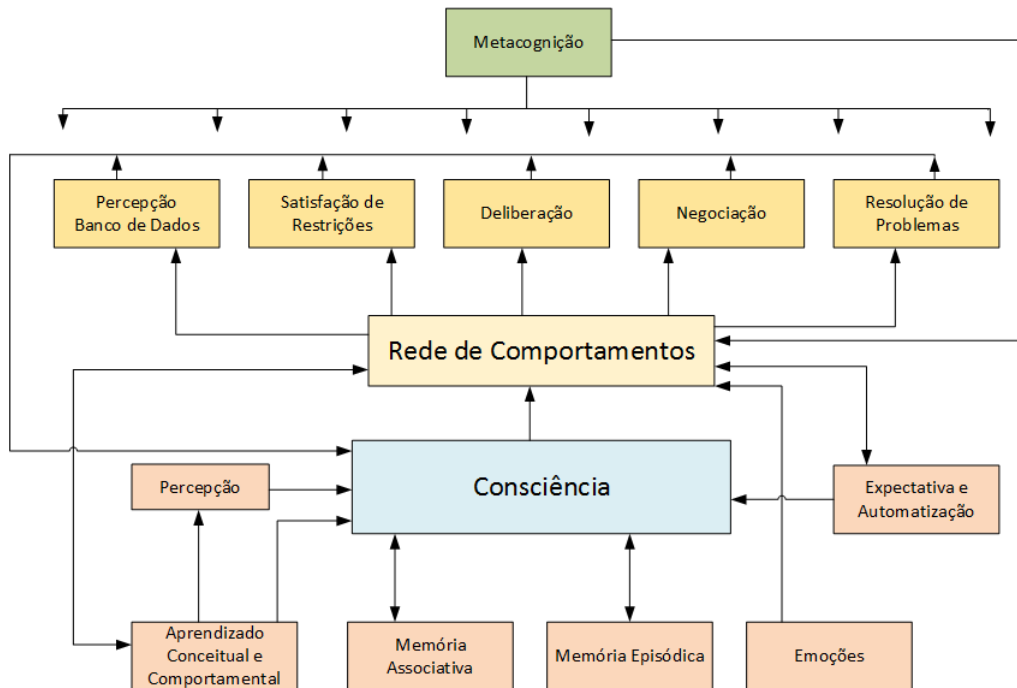 Metacognição
Percepção
Banco de Dados
Satisfação de
Restrições
Deliberação
Negociação
Resolução de
Problemas
Rede de Comportamentos
Consciência
Percepção
Expectativa e
Automatização
Aprendizado
Conceitual e
Comportamental
Memória
Associativa
Memória Episódica
Emoções